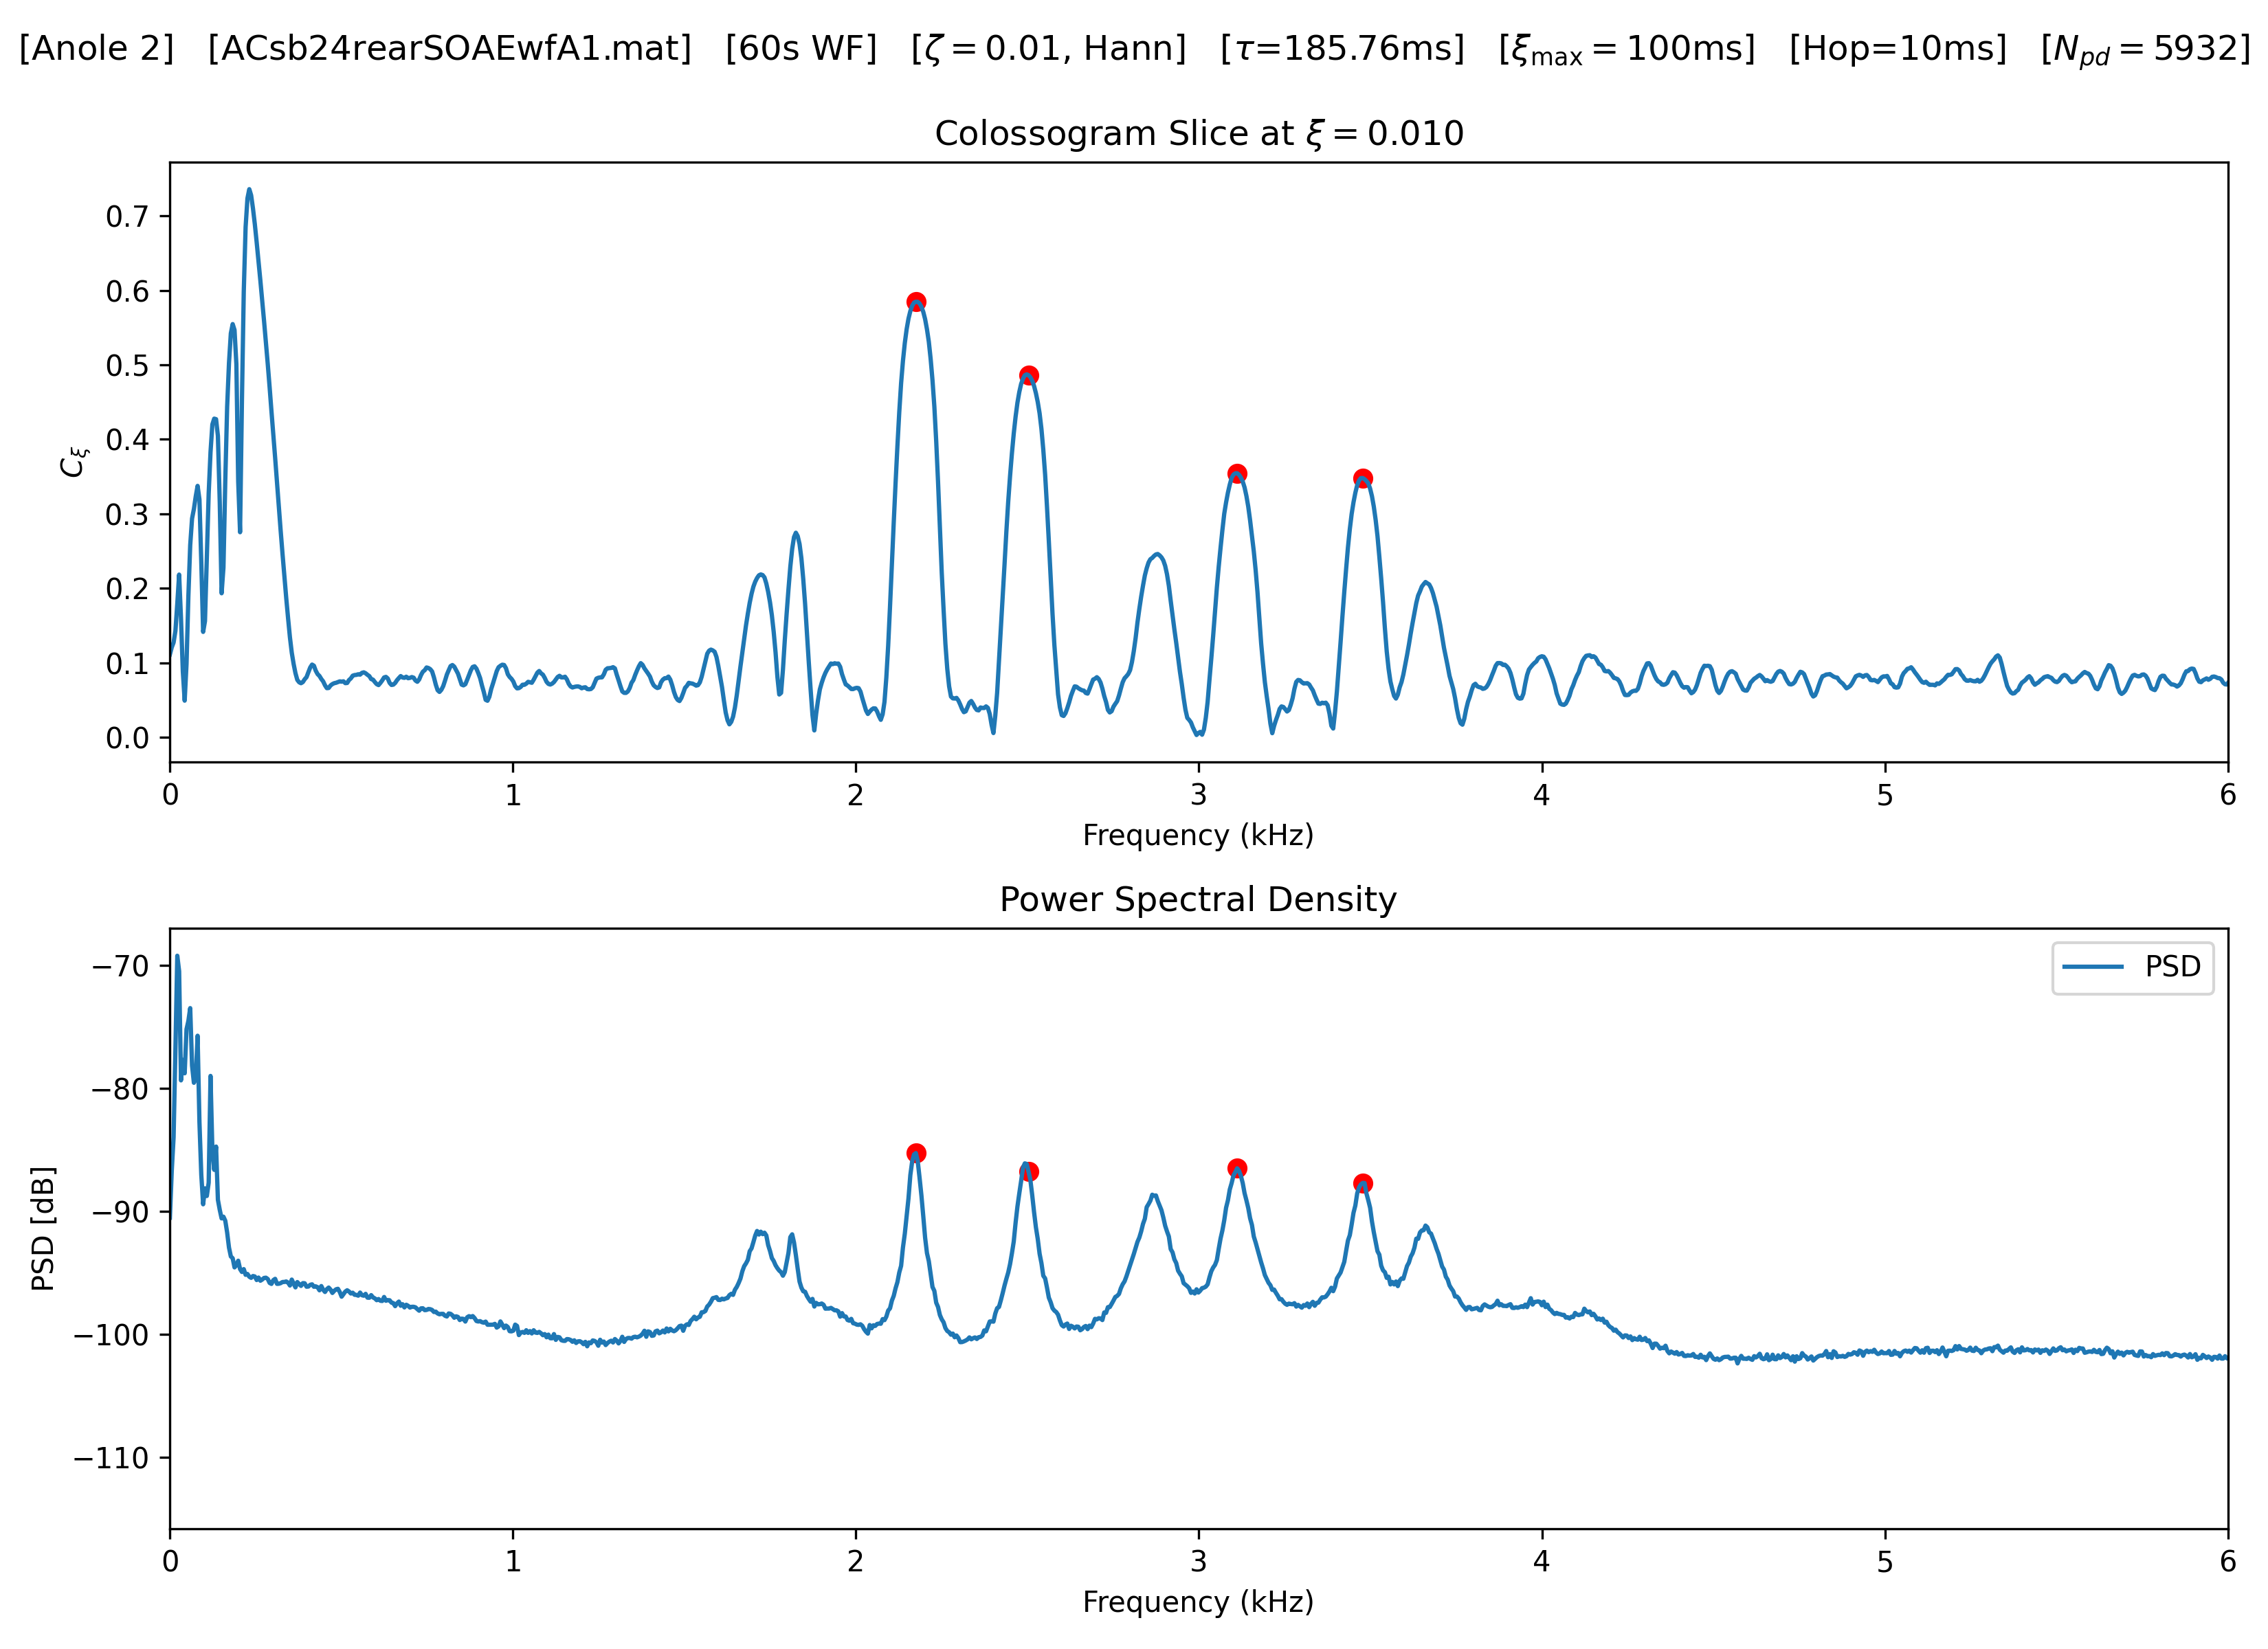 [Anole 2] [ACsb24rearSOAEwfA1.mat] [60s WF] [ζ = 0.01, Hann] [τ=185.76ms] [ξmax = 100ms] [Hop=10ms] [Npd = 5932]
Colossogram Slice at ξ = 0.010
0.7
0.6
0.5
0.4
0.3
0.2
0.1
0.0
Cξ
0 1 2 3 4 5 6
Frequency (kHz)
Power Spectral Density
PSD
−70
−80
−90
−100
−110
PSD [dB]
0 1 2 3 4 5 6
Frequency (kHz)